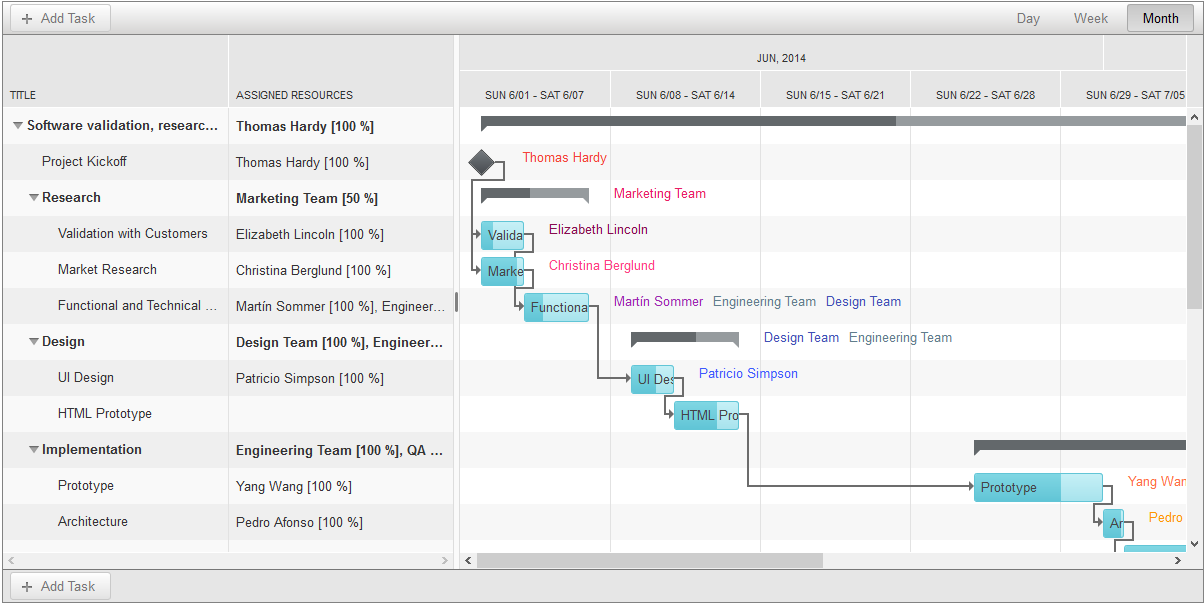 Add Task
Day Week Month
JUN, 2014
TITLE ASSIGNED RESOURCES SUN 6/01 - SAT 6/07 SUN 6/08 - SAT 6/14 SUN 6/15 - SAT 6/21 SUN 6/22 - SAT 6/28 SUN 6/29 - SAT 7/05
Software validation, researc... Thomas Hardy [100 %]
Project Kickoff Thomas Hardy [100 %] Thomas Hardy
Research Marketing Team [50 %] Marketing Team
Validation with Customers Elizabeth Lincoln [100 %] Valida Elizabeth Lincoln
Market Research Christina Berglund [100 %] Marke Christina Berglund
Functional and Technical ... Martín Sommer [100 %], Engineer... Functiona Martín Sommer Engineering Team Design Team
Design Design Team [100 %], Engineer... Design Team Engineering Team
UI Design Patricio Simpson [100 %] UI Des Patricio Simpson
HTML Prototype HTML Pro
Implementation Engineering Team [100 %], QA ...
Prototype Yang Wang [100 %] Prototype Yang Wan
Architecture Pedro Afonso [100 %] Ar Pedro
Add Task